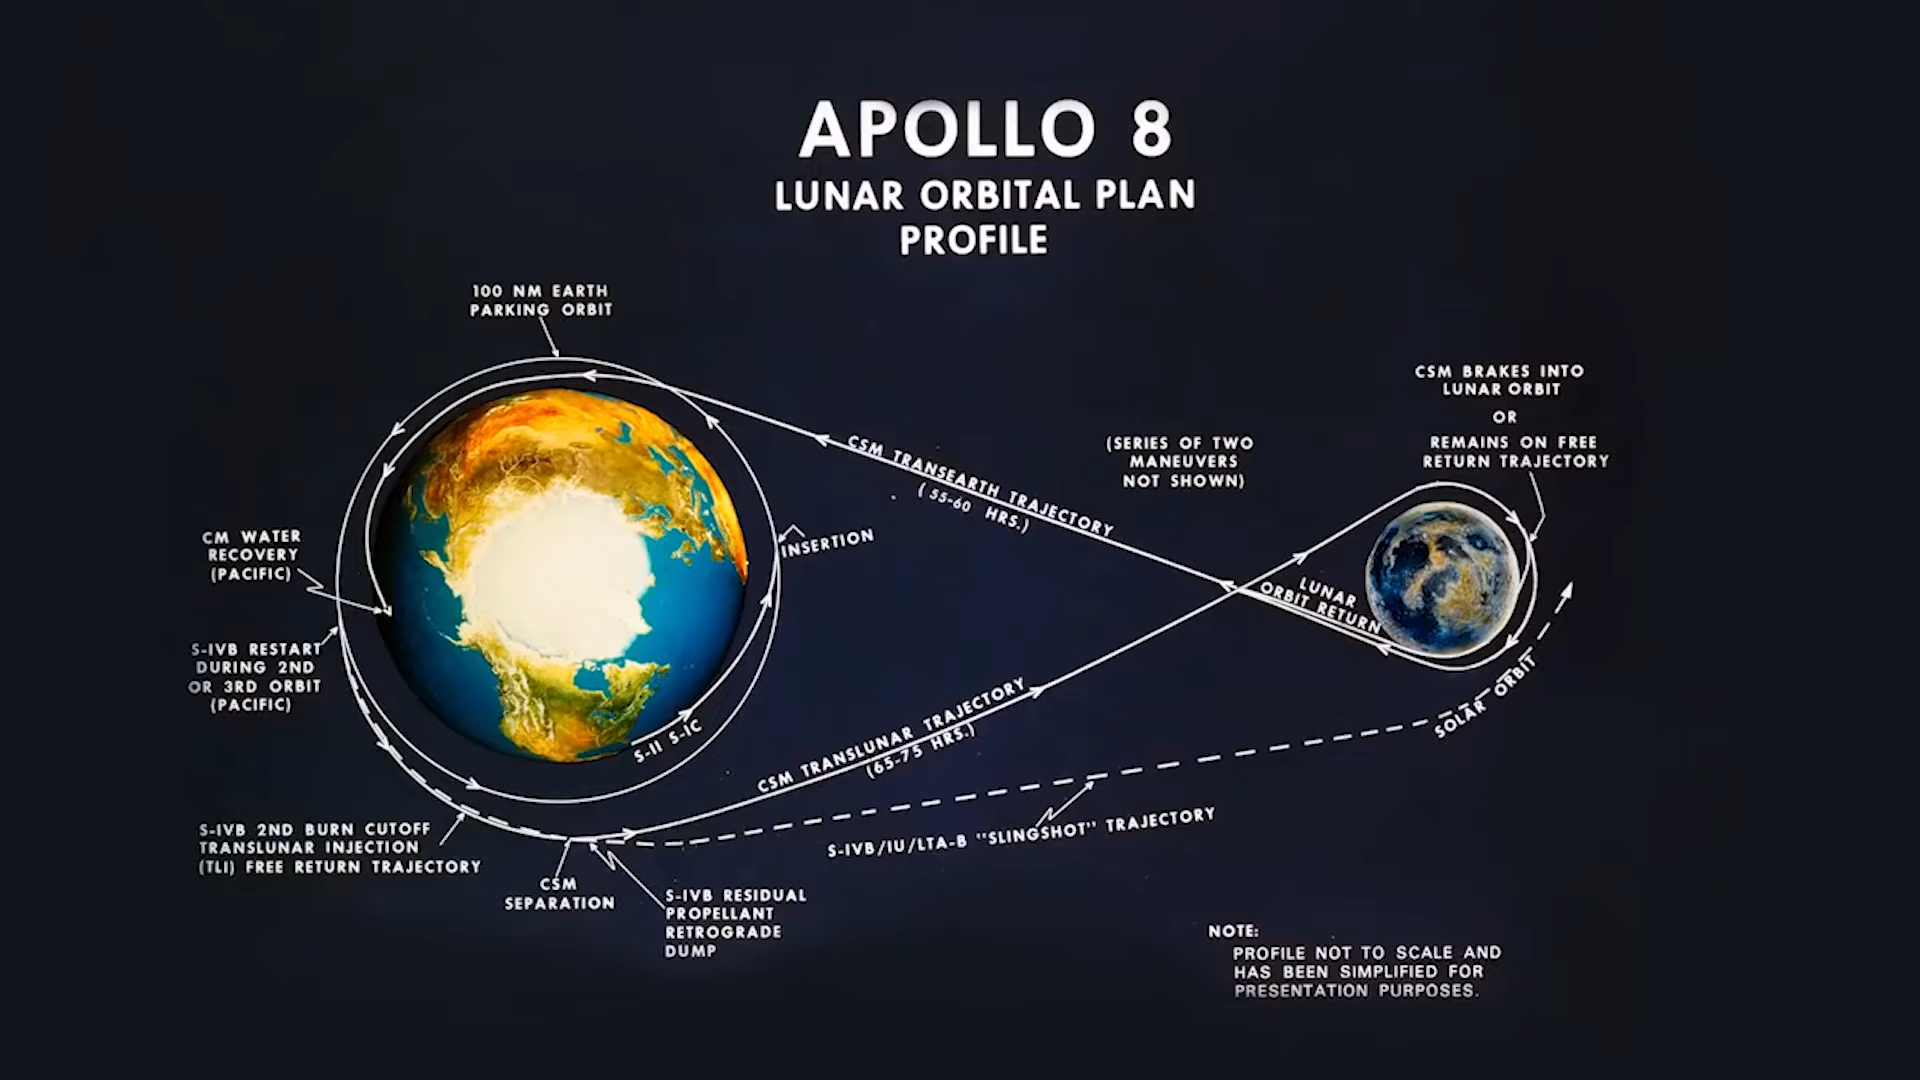 APOLLO 8
LUNAR ORBITAL PLAN
PROFILE
100 NM EARTH
PARKING ORBIT
CSM BRAKES INTO
LUNAR ORBIT
OR
REMAINS ON FREE
RETURN TRAJECTORY
(SERIES OF TWO
MANEUVERS
NOT SHOWN)
CSM TRANSEARTH TRAJECTORY
(55-60 HRS.)
INSERTION
CM WATER
RECOVERY
(PACIFIC)
LUNAR
ORBIT RETURN
S-IVB RESTART
DURING 2ND
OR 3RD ORBIT
(PACIFIC)
SOLAR ORBIT
S-II S-IC
CSM TRANSLUNAR TRAJECTORY
(65-75 HRS.)
S-IVB/IU/LTA-B "SLINGSHOT" TRAJECTORY
S-IVB 2ND BURN CUTOFF
TRANSLUNAR INJECTION
(TLI) FREE RETURN TRAJECTORY
CSM
SEPARATION
S-IVB RESIDUAL
PROPELLANT
RETROGRADE
DUMP
NOTE:
PROFILE NOT TO SCALE AND
HAS BEEN SIMPLIFIED FOR
PRESENTATION PURPOSES.